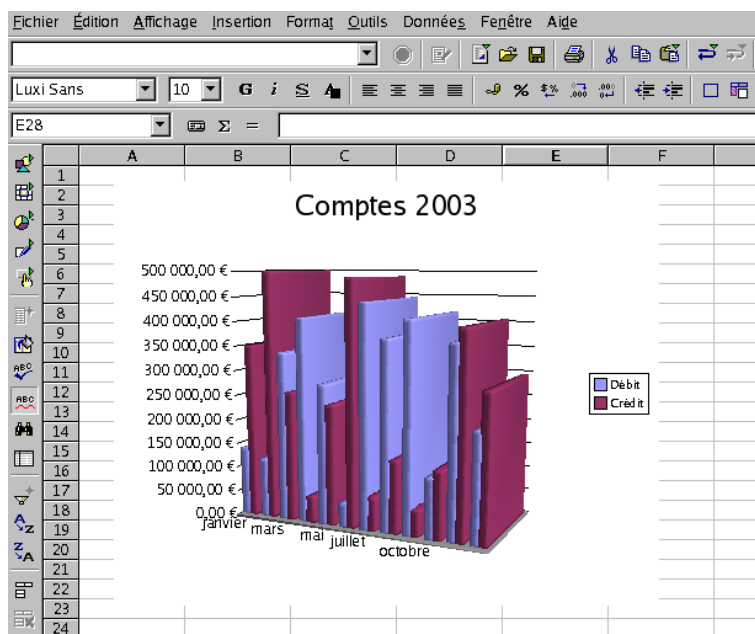 Fichier Édition Affichage Insertion Format Outils Données Fenêtre Aide
Luxi Sans 10 G i S A
E28 Σ =
A B C D E F
1
2
3
4
5
6
7
8
9
10
11
12
13
14
15
16
17
18
19
20
21
22
23
24
Comptes 2003
500 000,00 €
450 000,00 €
400 000,00 €
350 000,00 €
300 000,00 €
250 000,00 €
200 000,00 €
150 000,00 €
100 000,00 €
50 000,00 €
0,00 €
janvier mars mai juillet octobre
Débit
Crédit